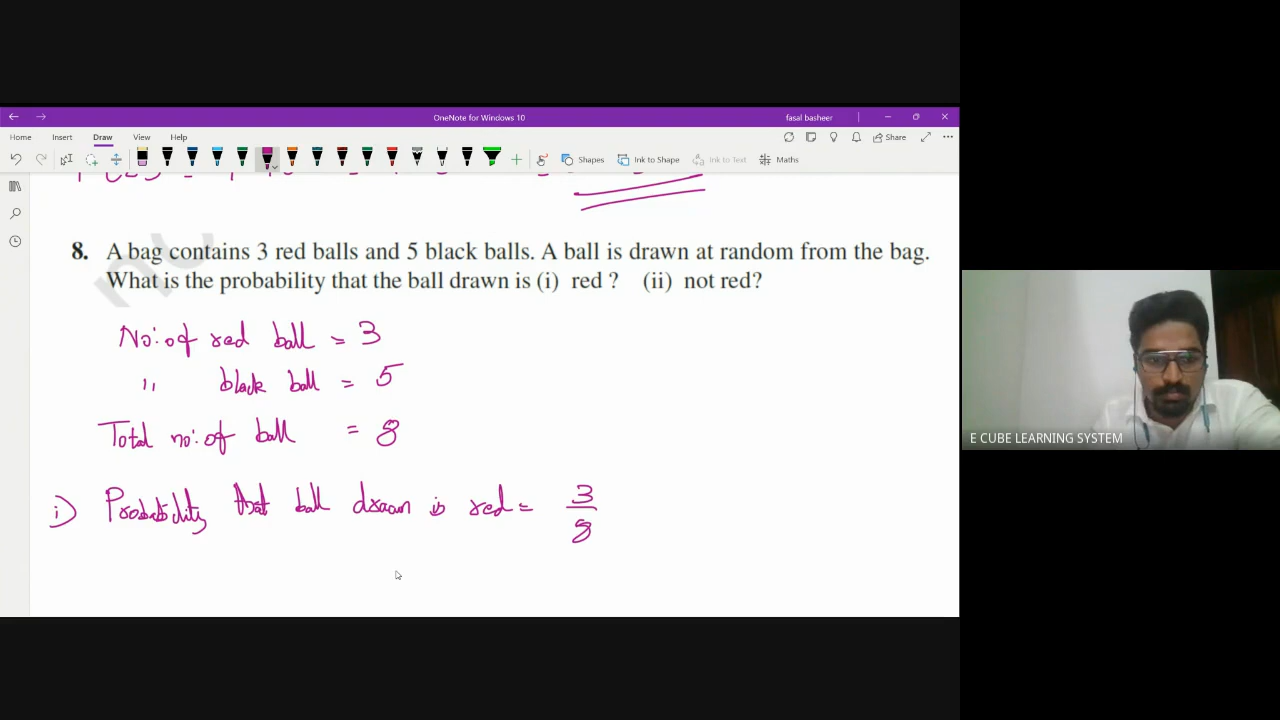 OneNote for Windows 10
fasal basheer
Home Insert Draw View Help
Share
Shapes Ink to Shape Ink to Text Maths
8. A bag contains 3 red balls and 5 black balls. A ball is drawn at random from the bag.
What is the probability that the ball drawn is (i) red ? (ii) not red?
No: of red ball = 3
" black ball = 5
Total no: of ball = 8
i) Probability that ball drawn is red = 3/8
E CUBE LEARNING SYSTEM